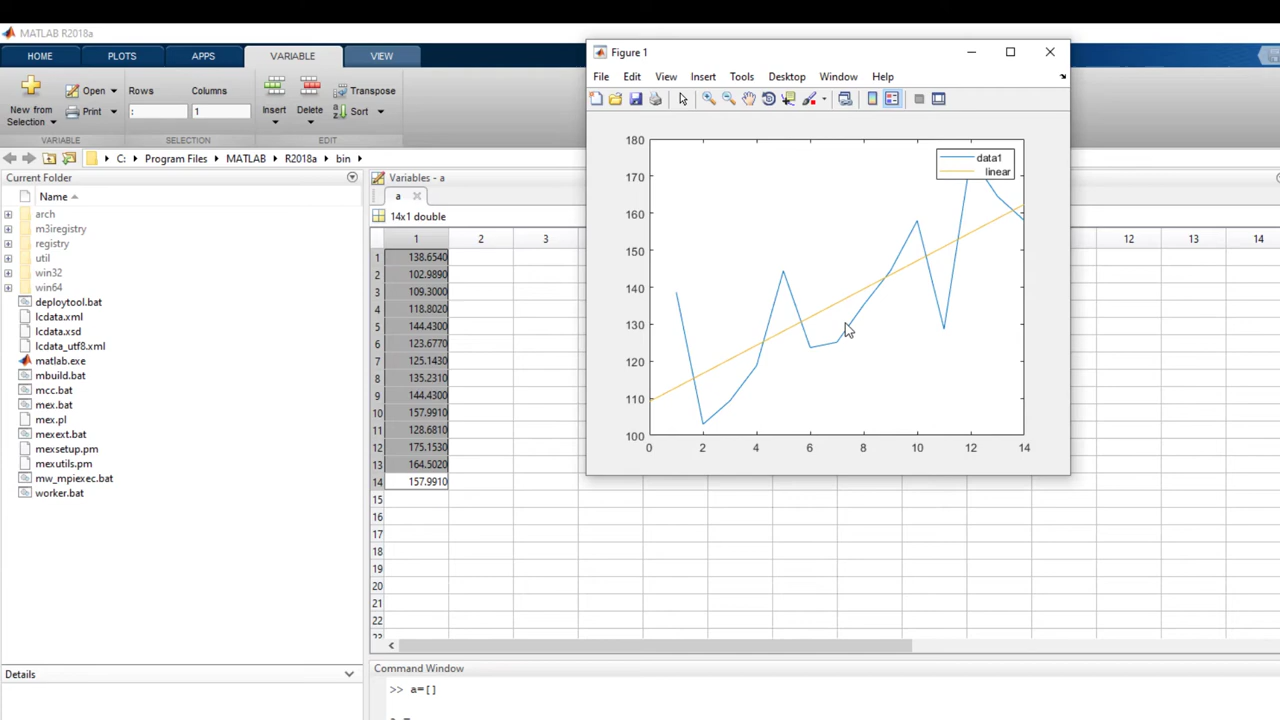 MATLAB R2018a
HOME PLOTS APPS VARIABLE VIEW
New from Selection
Open
Print
Rows Columns
: 1
Insert Delete
Transpose
Sort
VARIABLE SELECTION EDIT
C: Program Files MATLAB R2018a bin
Current Folder
Name
arch
m3iregistry
registry
util
win32
win64
deploytool.bat
lcdata.xml
lcdata.xsd
lcdata_utf8.xml
matlab.exe
mbuild.bat
mcc.bat
mex.bat
mex.pl
mexext.bat
mexsetup.pm
mexutils.pm
mw_mpiexec.bat
worker.bat
Details
Variables - a
a
14x1 double
1 2 3 12 13 14
1 138.6540
2 102.9890
3 109.3000
4 118.8020
5 144.4300
6 123.6770
7 125.1430
8 135.2310
9 144.4300
10 157.9910
11 128.6810
12 175.1530
13 164.5020
14 157.9910
15
16
17
18
19
20
21
22
23
Figure 1
File Edit View Insert Tools Desktop Window Help
180
170
160
150
140
130
120
110
100
0 2 4 6 8 10 12 14
data1
linear
Command Window
>> a=[]